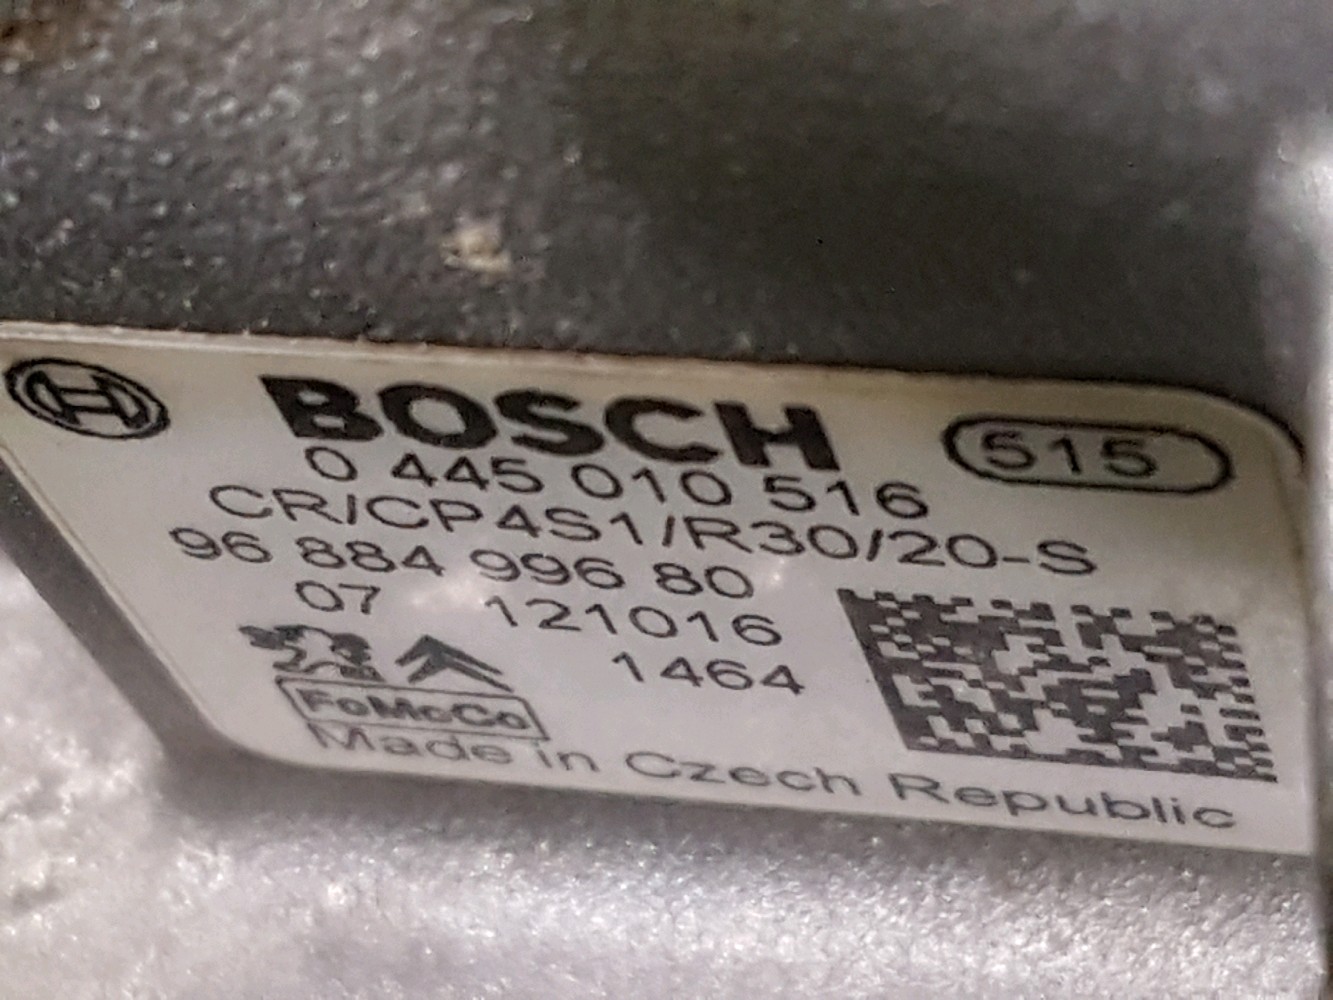 BOSCH 515
0 445 010 516
CR/CP4S1/R30/20-S
96 884 996 80
07 121016
1464
FoMoCo
Made in Czech Republic